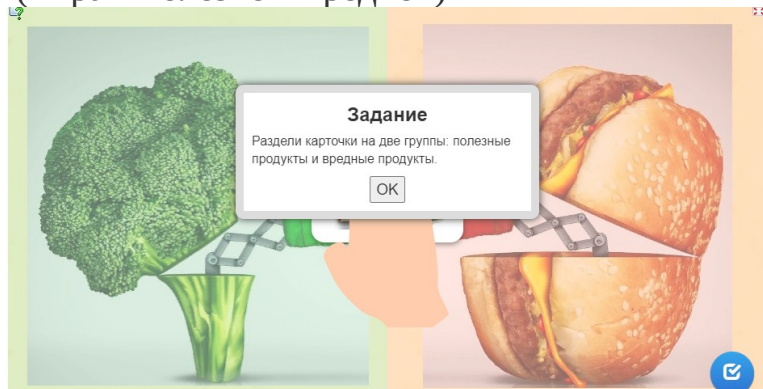 Задание
Раздели карточки на две группы: полезные
продукты и вредные продукты.
OK